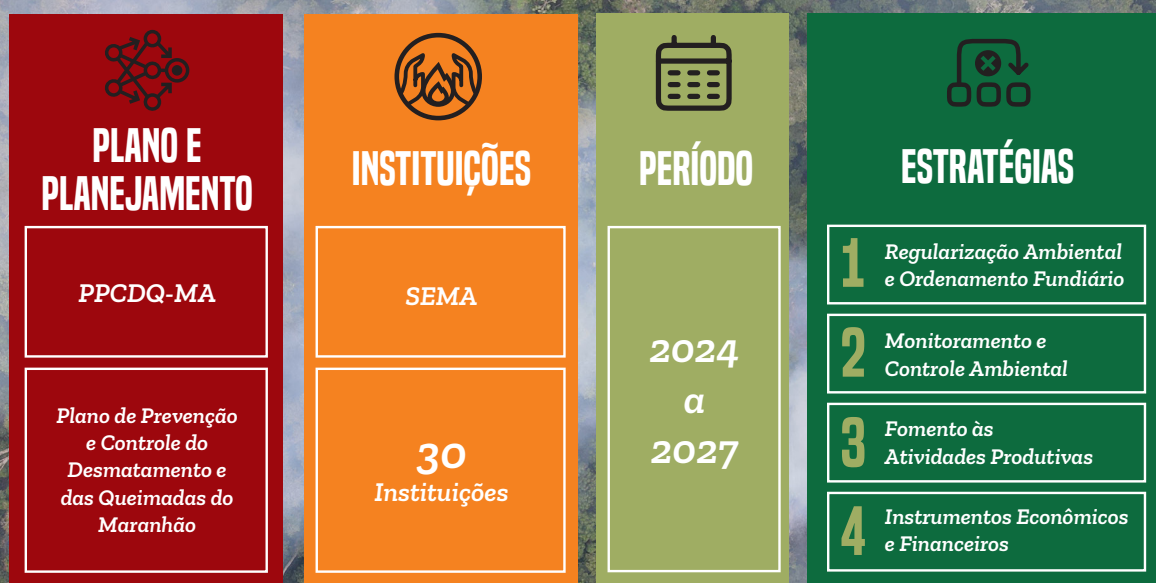 PLANO E
PLANEJAMENTO
PPCDQ-MA
Plano de Prevenção
e Controle do
Desmatamento e
das Queimadas do
Maranhão
INSTITUIÇÕES
SEMA
30
Instituições
PERÍODO
2024
a
2027
ESTRATÉGIAS
1
Regularização Ambiental
e Ordenamento Fundiário
2
Monitoramento e
Controle Ambiental
3
Fomento às
Atividades Produtivas
4
Instrumentos Econômicos
e Financeiros